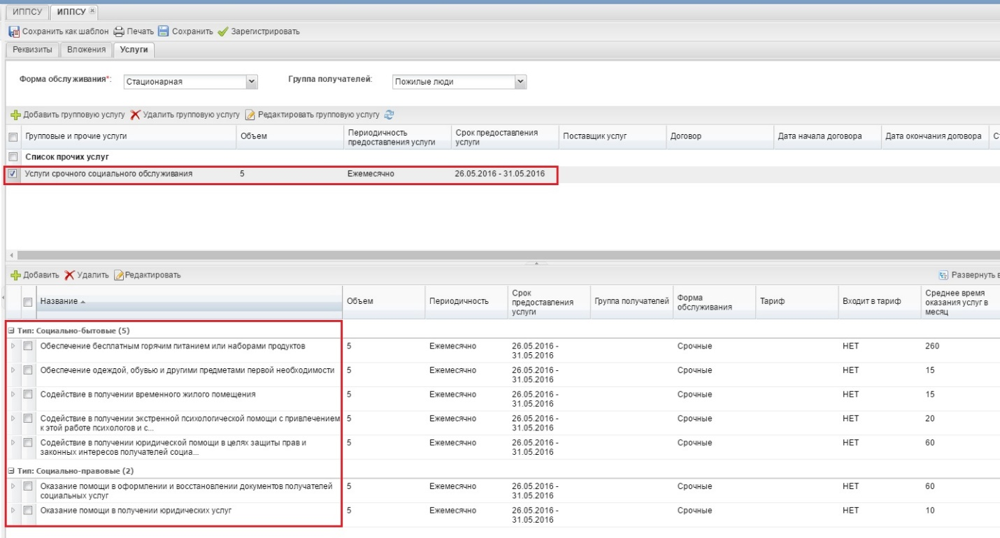 ИППСУ ИППСУ
Сохранить как шаблон Печать Сохранить Зарегистрировать
Реквизиты Вложения Услуги
Форма обслуживания*: Стационарная Группа получателей: Пожилые люди
Добавить групповую услугу Удалить групповую услугу Редактировать групповую услугу
Групповые и прочие услуги Объем Периодичность предоставления услуги Срок предоставления услуги Поставщик услуг Договор Дата начала договора Дата окончания договора С
Список прочих услуг
Услуги срочного социального обслуживания 5 Ежемесячно 26.05.2016 - 31.05.2016
Добавить Удалить Редактировать Развернуть в
Название Объем Периодичность Срок предоставления услуги Группа получателей Форма обслуживания Тариф Входит в тариф Среднее время оказания услуг в месяц
Тип: Социально-бытовые (5)
Обеспечение бесплатным горячим питанием или наборами продуктов 5 Ежемесячно 26.05.2016 - 31.05.2016 Срочные НЕТ 260
Обеспечение одеждой, обувью и другими предметами первой необходимости 5 Ежемесячно 26.05.2016 - 31.05.2016 Срочные НЕТ 15
Содействие в получении временного жилого помещения 5 Ежемесячно 26.05.2016 - 31.05.2016 Срочные НЕТ 15
Содействие в получении экстренной психологической помощи с привлечением к этой работе психологов и с... 5 Ежемесячно 26.05.2016 - 31.05.2016 Срочные НЕТ 20
Содействие в получении юридической помощи в целях защиты прав и законных интересов получателей социа... 5 Ежемесячно 26.05.2016 - 31.05.2016 Срочные НЕТ 60
Тип: Социально-правовые (2)
Оказание помощи в оформлении и восстановлении документов получателей социальных услуг 5 Ежемесячно 26.05.2016 - 31.05.2016 Срочные НЕТ 60
Оказание помощи в получении юридических услуг 5 Ежемесячно 26.05.2016 - 31.05.2016 Срочные НЕТ 10